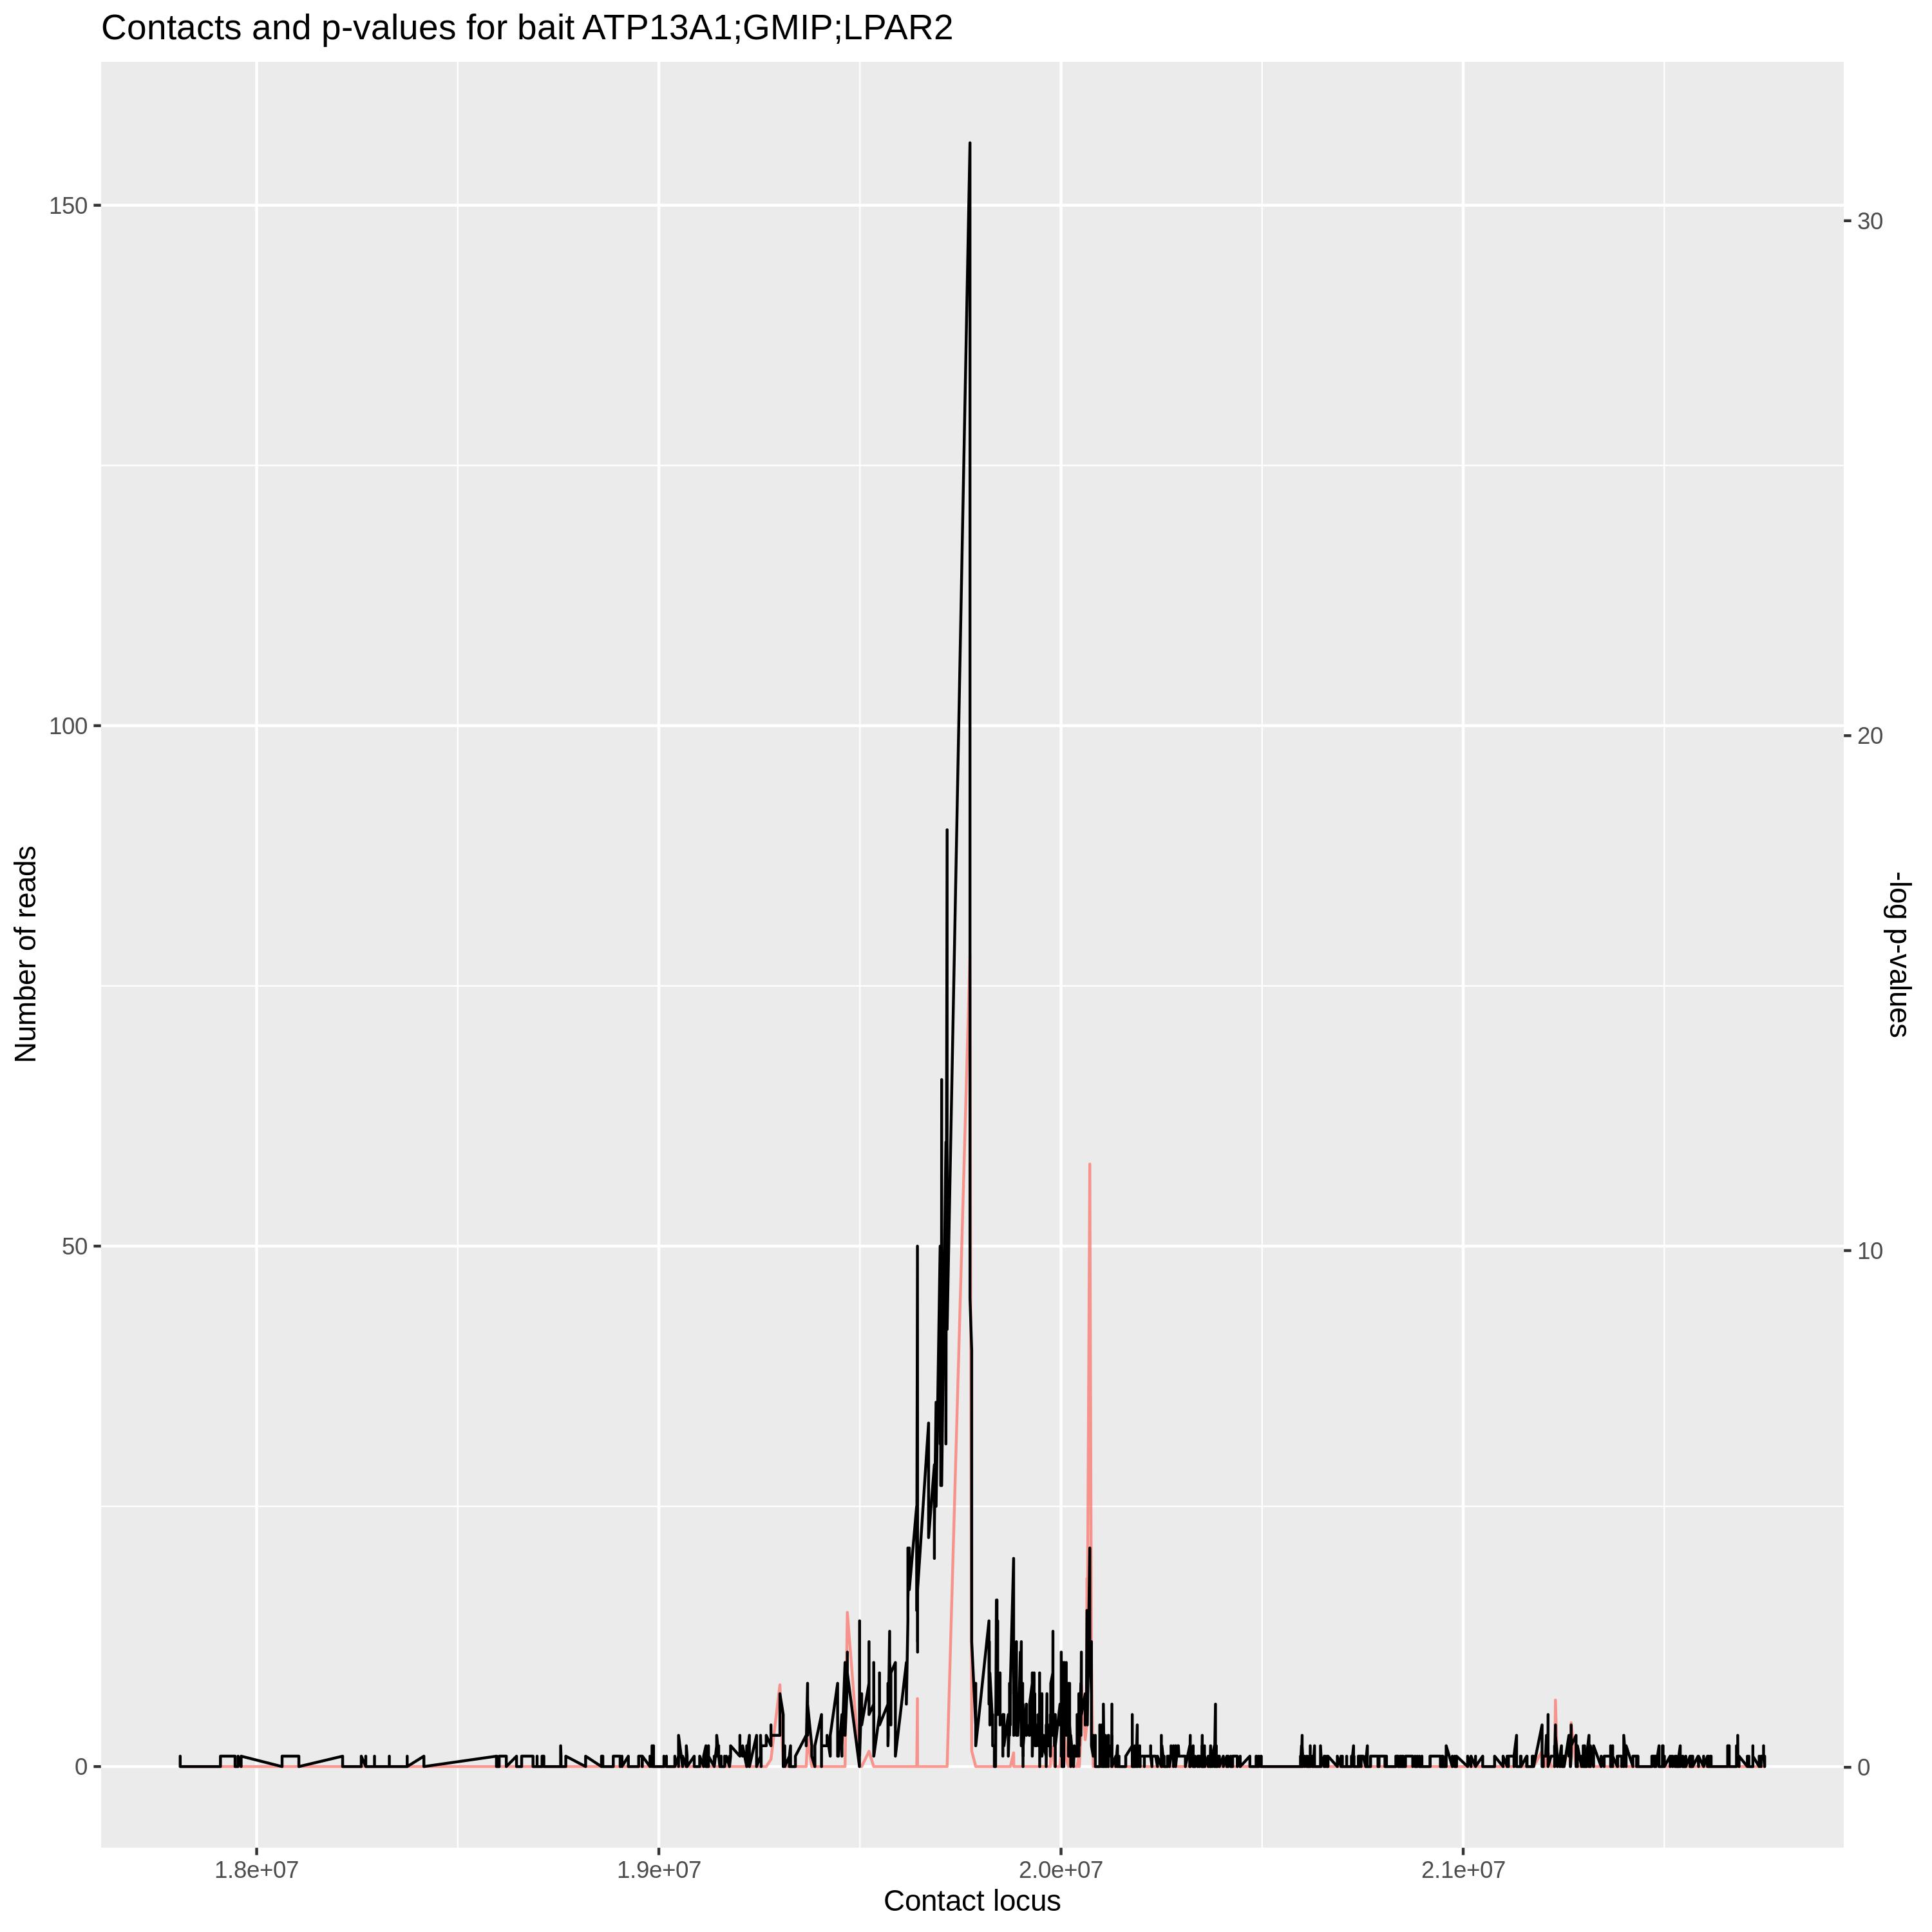 Contacts and p-values for bait ATP13A1;GMIP;LPAR2
150
100
50
0
Number of reads
30
20
10
0
-log p-values
1.8e+07
1.9e+07
2.0e+07
2.1e+07
Contact locus